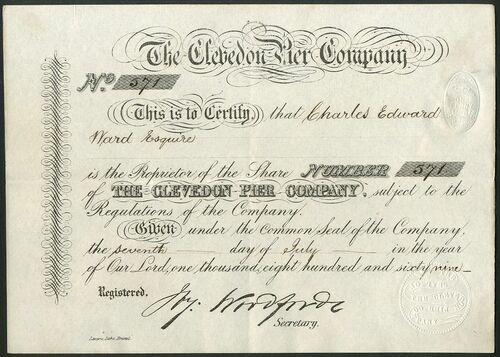 The Clevedon Pier Company
No. 571
This is to Certify that Charles Edward
Ward Esquire
is the Proprietor of the Share NUMBER 571
of THE CLEVEDON PIER COMPANY, subject to the
Regulations of the Company.
Given under the Common Seal of the Company,
the seventh day of July in the year
of Our Lord, one thousand, eight hundred and sixty nine
Registered.
Secretary.